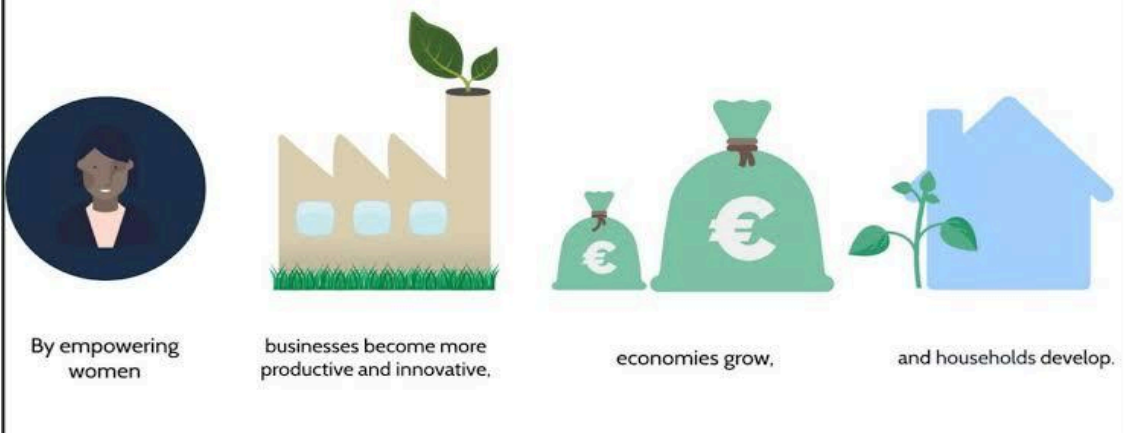 €
€
By empowering
women
businesses become more
productive and innovative,
economies grow,
and households develop.